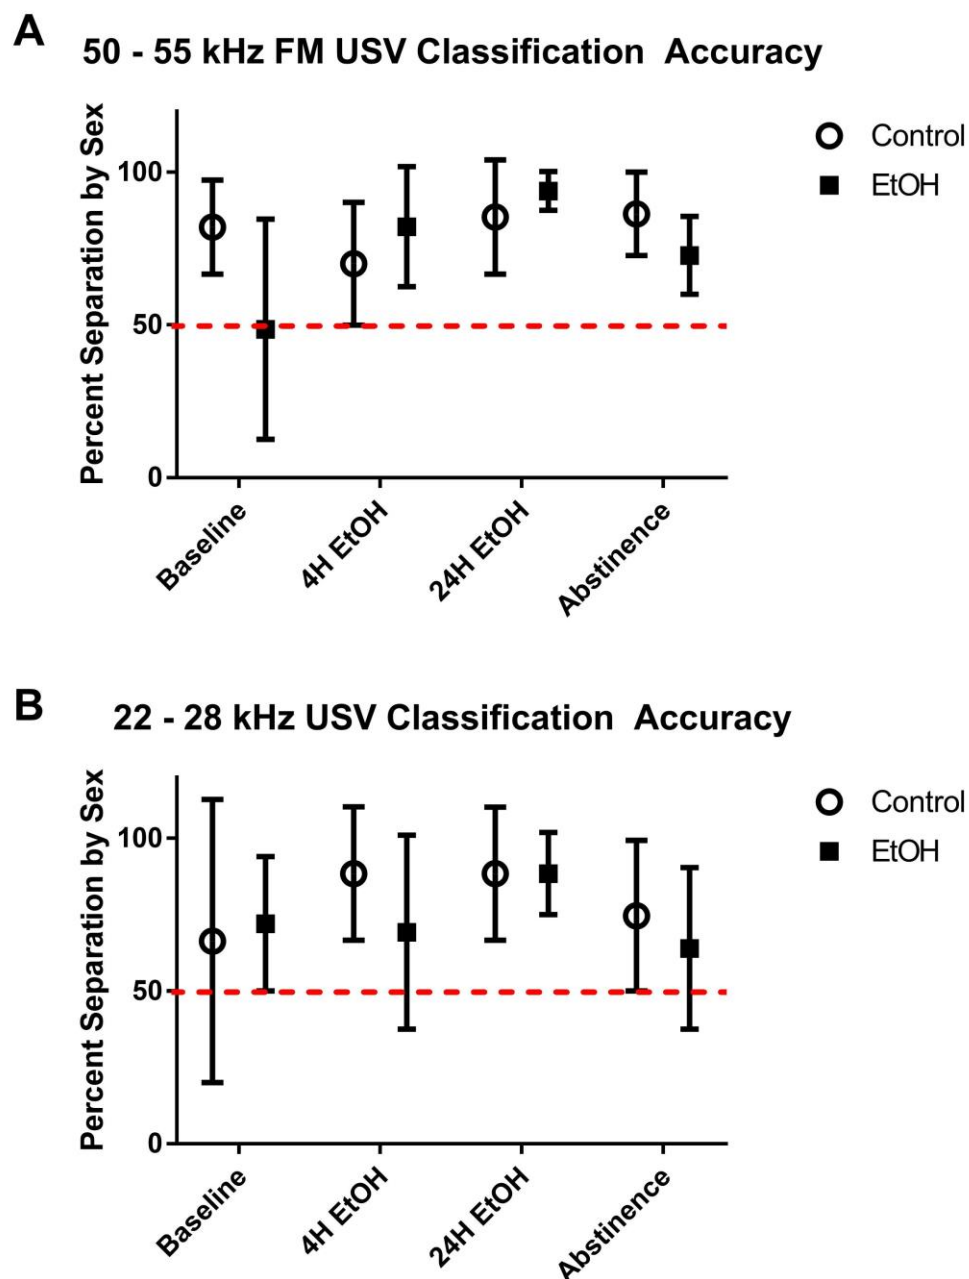 A
50 - 55 kHz FM USV Classification Accuracy
Percent Separation by Sex
100
50
0
Baseline
4H EtOH
24H EtOH
Abstinence
Control
EtOH
B
22 - 28 kHz USV Classification Accuracy
Percent Separation by Sex
100
50
0
Baseline
4H EtOH
24H EtOH
Abstinence
Control
EtOH